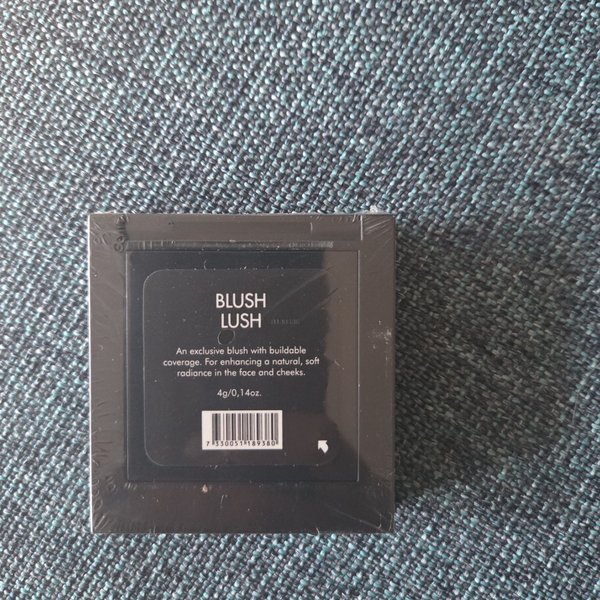 BLUSH
LUSH
An exclusive blush with buildable
coverage. For enhancing a natural, soft
radiance in the face and cheeks.
4g/0,14oz.
7 330051 189380